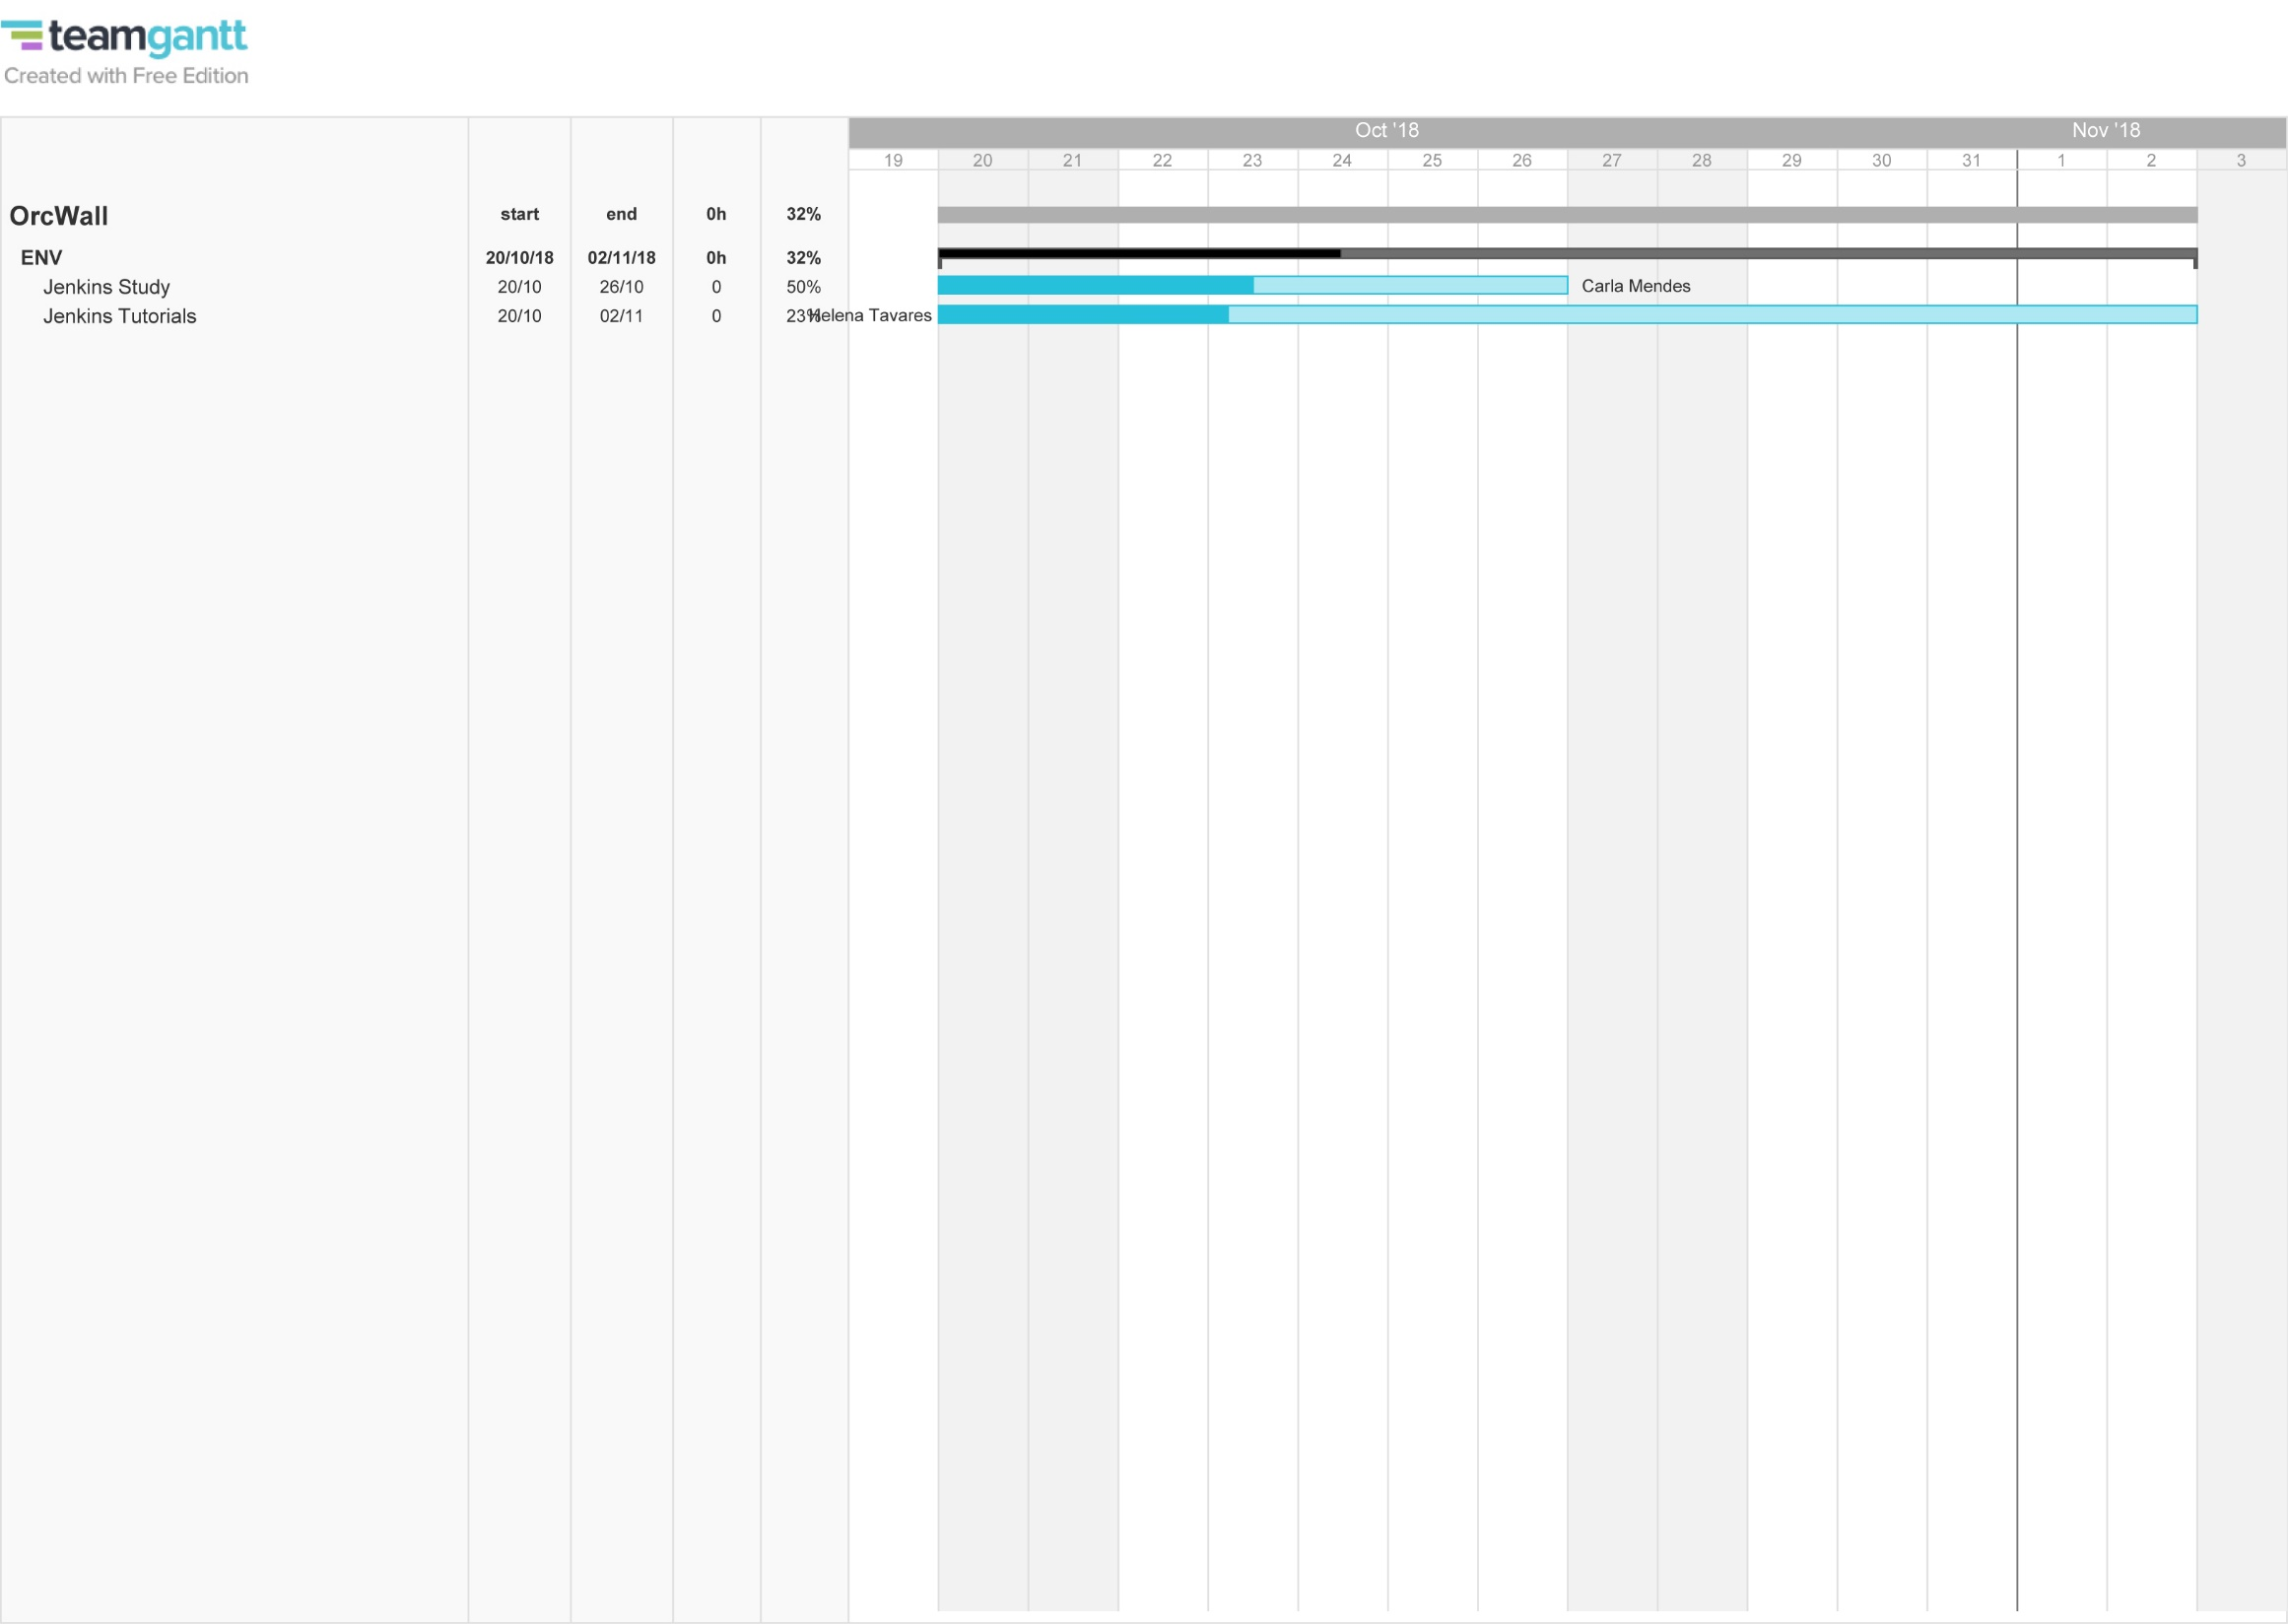 teamgantt
Created with Free Edition
Oct '18 Nov '18
19 20 21 22 23 24 25 26 27 28 29 30 31 1 2 3
OrcWall start end 0h 32%
ENV 20/10/18 02/11/18 0h 32%
Jenkins Study 20/10 26/10 0 50% Carla Mendes
Jenkins Tutorials 20/10 02/11 0 23% Helena Tavares